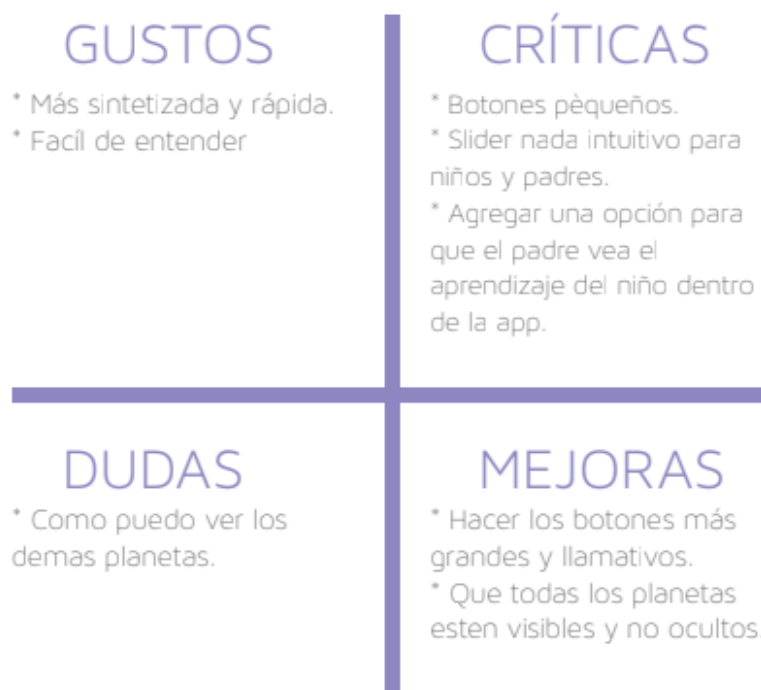 GUSTOS
* Más sintetizada y rápida.
* Facíl de entender
CRÍTICAS
* Botones pèqueños.
* Slider nada intuitivo para
niños y padres.
* Agregar una opción para
que el padre vea el
aprendizaje del niño dentro
de la app.
DUDAS
* Como puedo ver los
demas planetas.
MEJORAS
* Hacer los botones más
grandes y llamativos.
* Que todas los planetas
esten visibles y no ocultos.